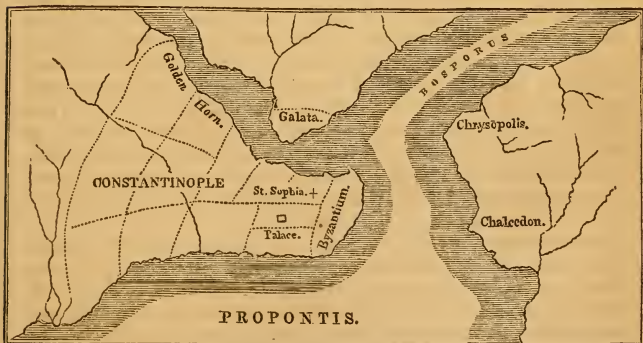 BOSPORUS
Golden
Horn.
Galata.
Chrysopolis.
CONSTANTINOPLE
St. Sophia.
Byzantium.
Palace.
Chalcedon.
PROPONTIS.